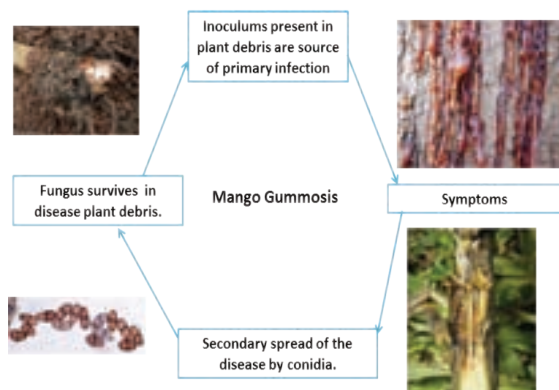 Inoculums present in
plant debris are source
of primary infection
Fungus survives in
disease plant debris.
Mango Gummosis
Symptoms
Secondary spread of the
disease by conidia.